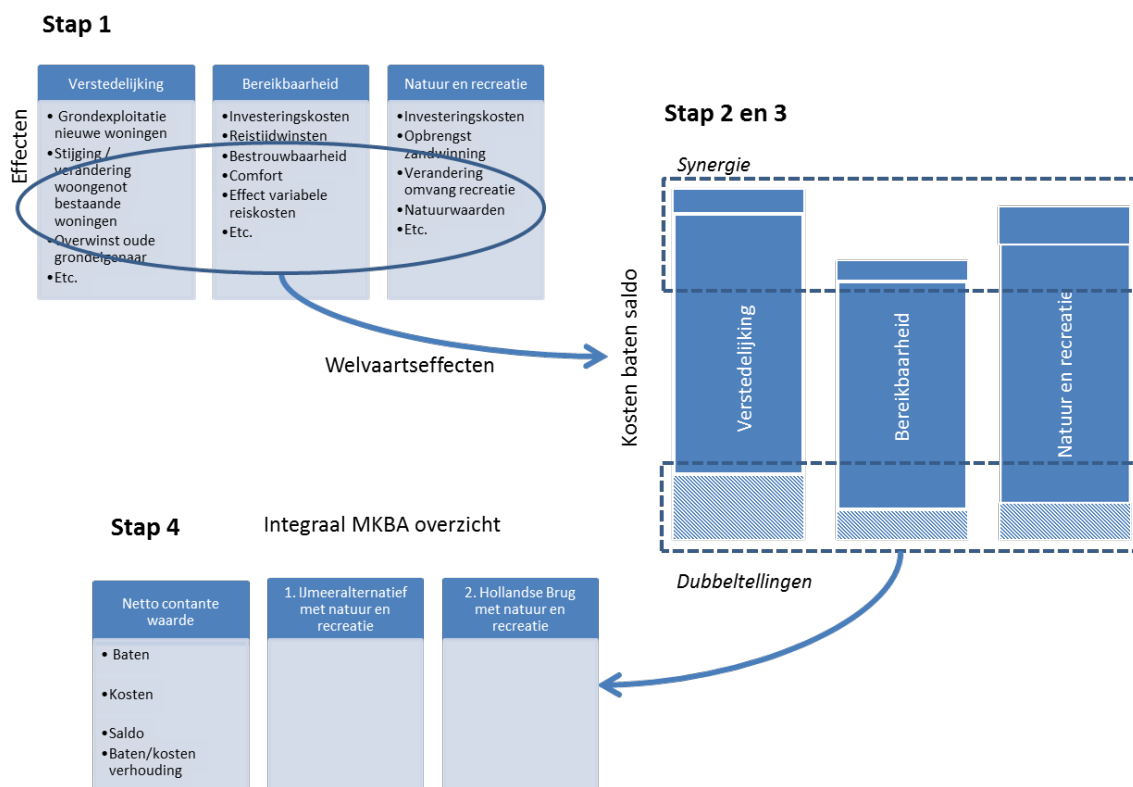 Stap 1
Effecten
Verstedelijking
• Grondexploitatie
nieuwe woningen
•Stijging /
verandering
woongenot
bestaande
woningen
•Overwinst oude
grondeigenaar
•Etc.
Bereikbaarheid
•Investeringskosten
•Reistijdwinsten
•Bestrouwbaarheid
•Comfort
•Effect variabele
reiskosten
•Etc.
Natuur en recreatie
•Investeringskosten
•Opbrengst
zandwinning
•Verandering
omvang recreatie
•Natuurwaarden
•Etc.
Welvaartseffecten
Stap 2 en 3
Synergie
Kosten baten saldo
Verstedelijking
Bereikbaarheid
Natuur en recreatie
Dubbeltellingen
Stap 4
Integraal MKBA overzicht
Netto contante
waarde
• Baten
•Kosten
•Saldo
•Baten/kosten
verhouding
1. IJmeeralternatief
met natuur en
recreatie
2. Hollandse Brug
met natuur en
recreatie